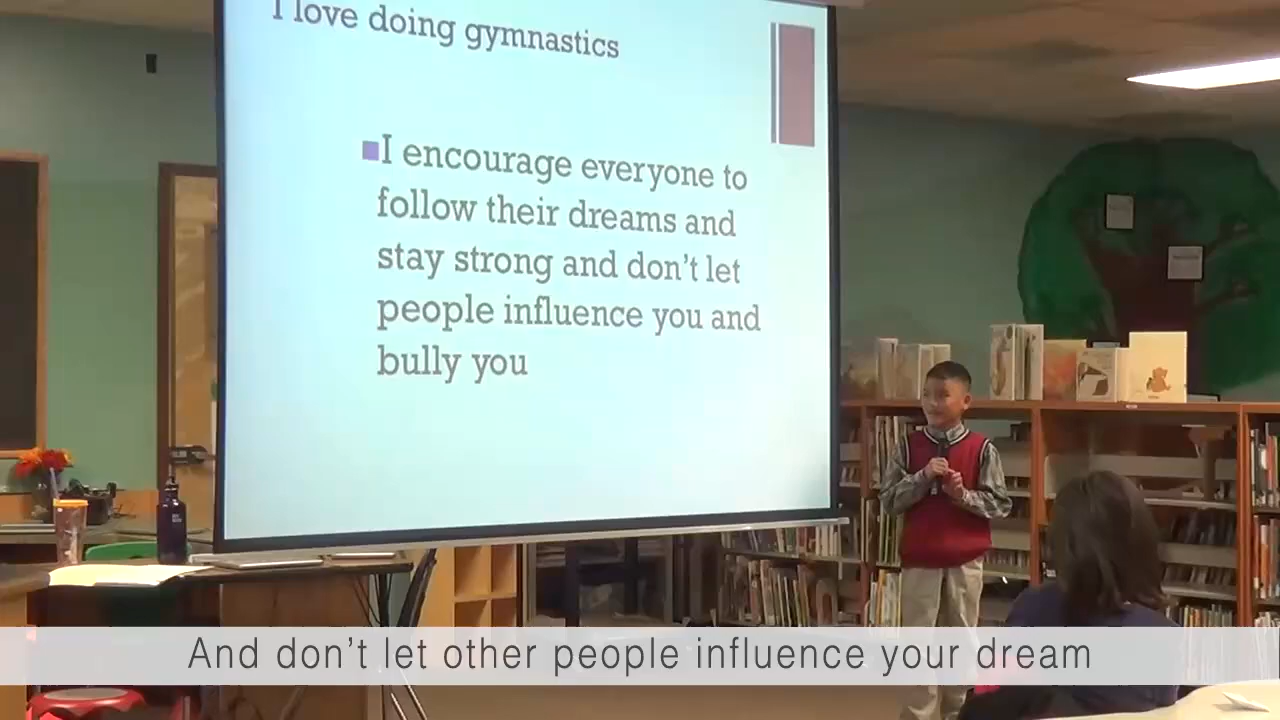 I love doing gymnastics
I encourage everyone to
follow their dreams and
stay strong and don't let
people influence you and
bully you
And don't let other people influence your dream